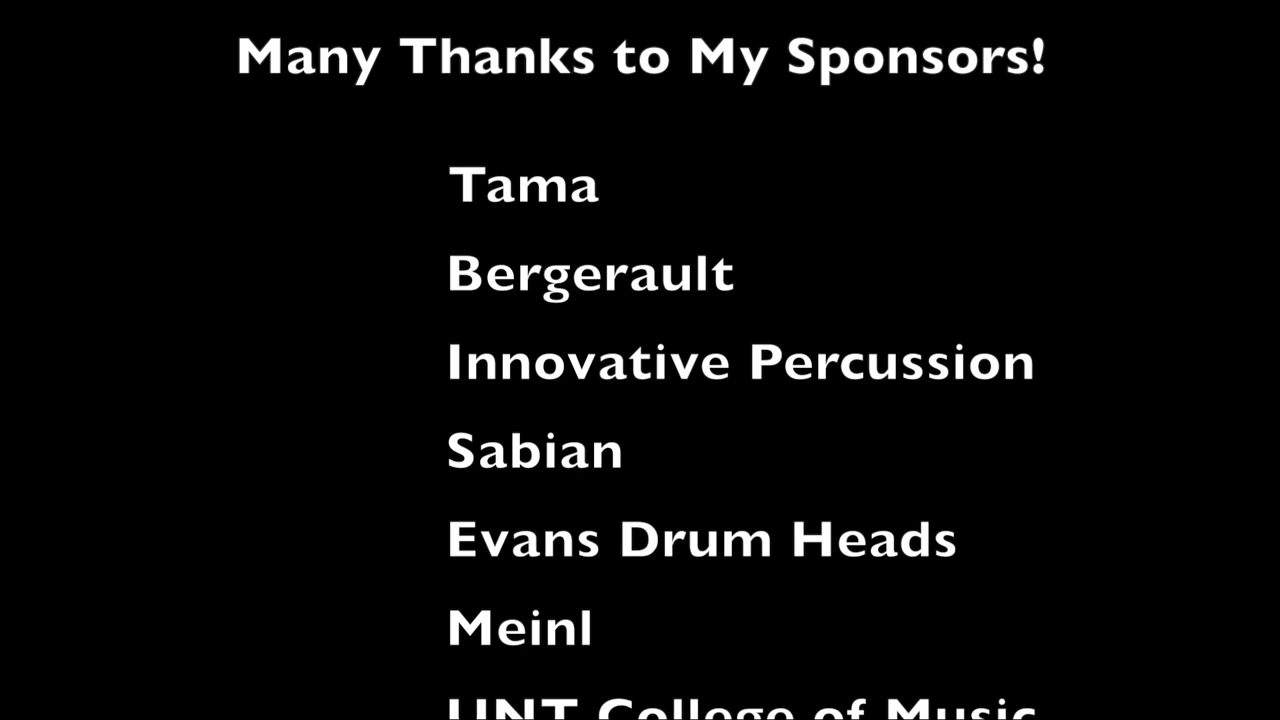 Many Thanks to My Sponsors!
Tama
Bergerault
Innovative Percussion
Sabian
Evans Drum Heads
Meinl
UNT College of Music